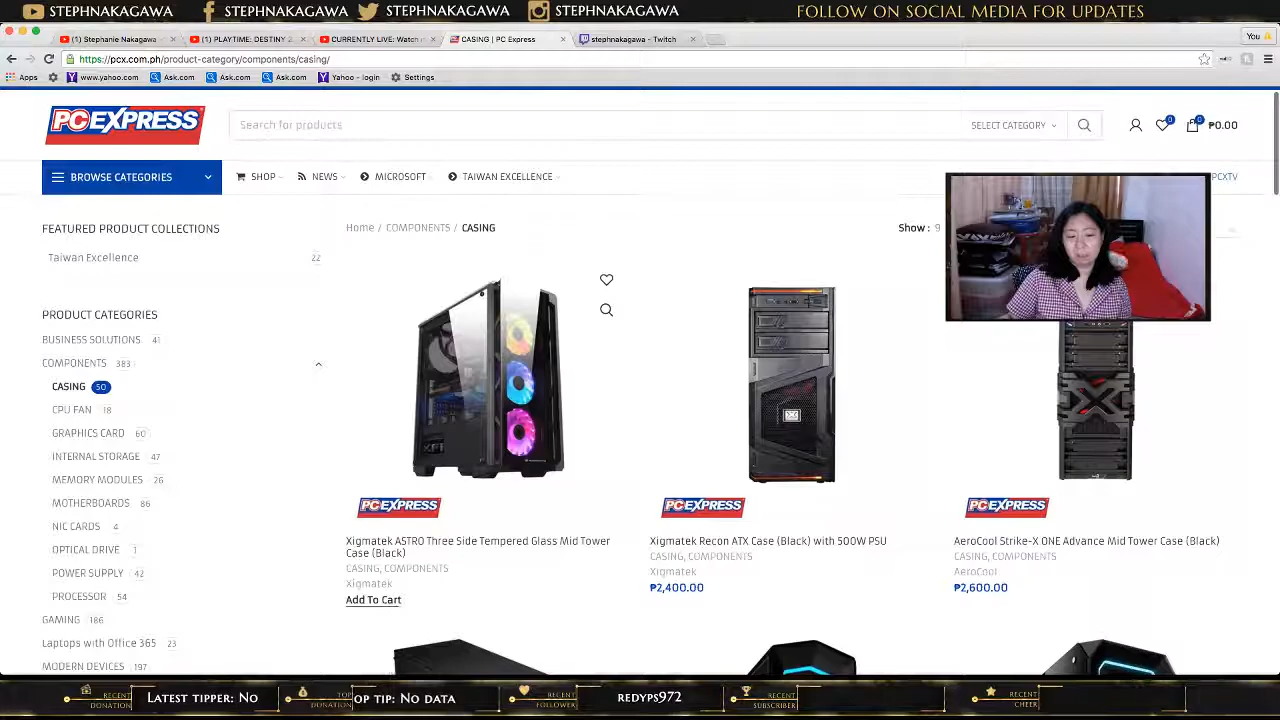 STEPHNAKAGAWA STEPHNAKAGAWA STEPHNAKAGAWA STEPHNAKAGAWA FOLLOW ON SOCIAL MEDIA FOR UPDATES
(1) Stephanie Nakagawa (1) PLAYTIME: DESTINY 2 CURRENTLY LIVE: Watch m CASING | PC Express stephnakagawa - Twitch You
https://pcx.com.ph/product-category/components/casing/
Apps www.yahoo.com Ask.com Ask.com Ask.com Yahoo - login Settings
PC EXPRESS Search for products SELECT CATEGORY 0 0 ₱0.00
BROWSE CATEGORIES SHOP NEWS MICROSOFT TAIWAN EXCELLENCE PCXTV
FEATURED PRODUCT COLLECTIONS
Taiwan Excellence 22
Home / COMPONENTS / CASING Show : 9
PRODUCT CATEGORIES
BUSINESS SOLUTIONS 41
COMPONENTS 383
CASING 50
CPU FAN 18
GRAPHICS CARD 60
INTERNAL STORAGE 47
MEMORY MODULES 26
MOTHERBOARDS 86
NIC CARDS 4
OPTICAL DRIVE 1
POWER SUPPLY 42
PROCESSOR 54
GAMING 186
Laptops with Office 365 23
MODERN DEVICES 197
PC EXPRESS
Xigmatek ASTRO Three Side Tempered Glass Mid Tower
Case (Black)
CASING, COMPONENTS
Xigmatek
Add To Cart
PC EXPRESS
Xigmatek Recon ATX Case (Black) with 500W PSU
CASING, COMPONENTS
Xigmatek
₱2,400.00
PC EXPRESS
AeroCool Strike-X ONE Advance Mid Tower Case (Black)
CASING, COMPONENTS
AeroCool
₱2,600.00
RECENT DONATION LATEST TIPPER: NO
TOP DONATION OP TIP: NO DATA
RECENT FOLLOWER REDYPS972
RECENT SUBSCRIBER
RECENT CHEER